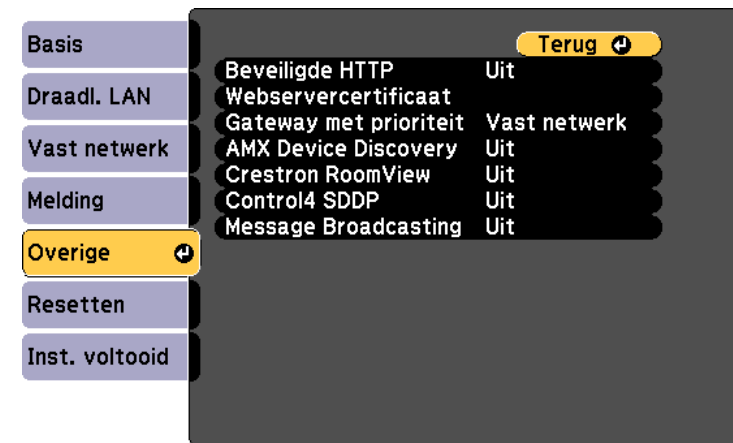 Basis
Draadl. LAN
Vast netwerk
Melding
Overige
Resetten
Inst. voltooid
Terug
Beveiligde HTTP Uit
Webservercertificaat
Gateway met prioriteit Vast netwerk
AMX Device Discovery Uit
Crestron RoomView Uit
Control4 SDDP Uit
Message Broadcasting Uit